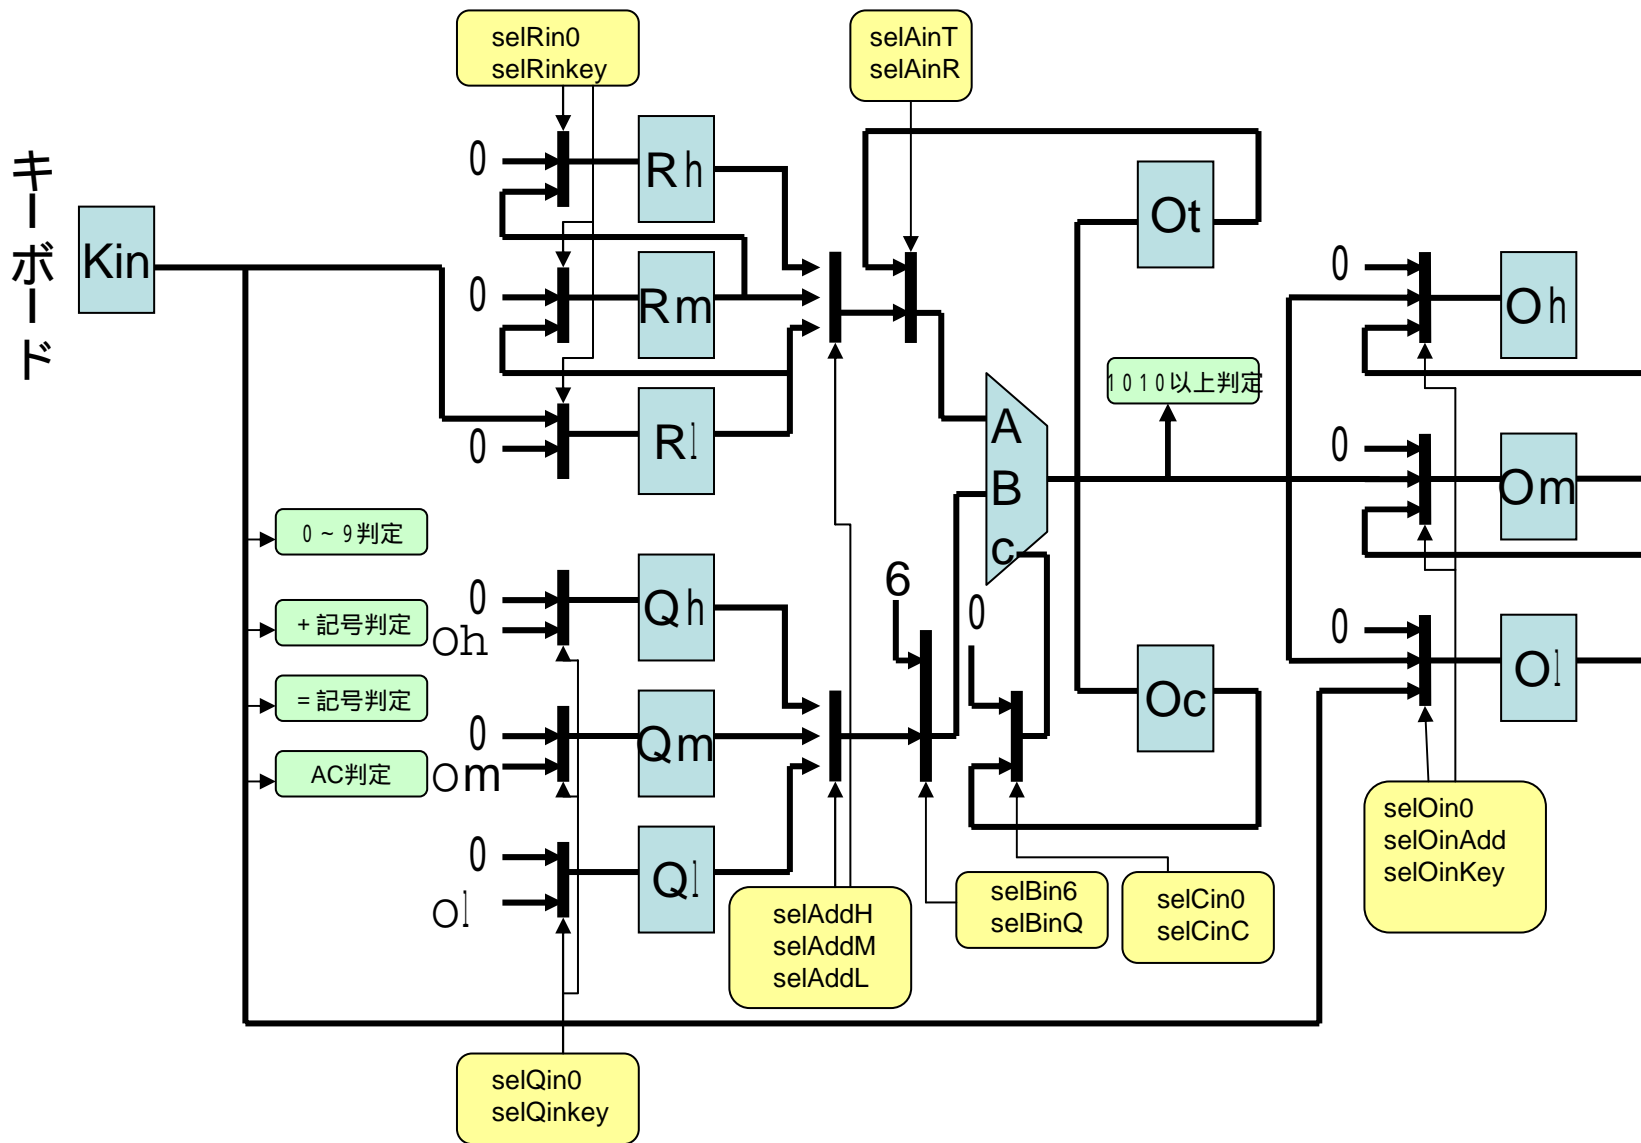 selRin0
selRinkey
selAinT
selAinR
キーボード
Kin
0
Rh
0
Rm
0
Rl
Ot
0
Oh
1010以上判定
A
B
c
0
Om
0~9判定
+記号判定
=記号判定
AC判定
0
Oh
Qh
0
Om
Qm
0
Ol
Ql
6
0
Oc
0
Ol
selAddH
selAddM
selAddL
selBin6
selBinQ
selCin0
selCinC
selOin0
selOinAdd
selOinKey
selQin0
selQinkey